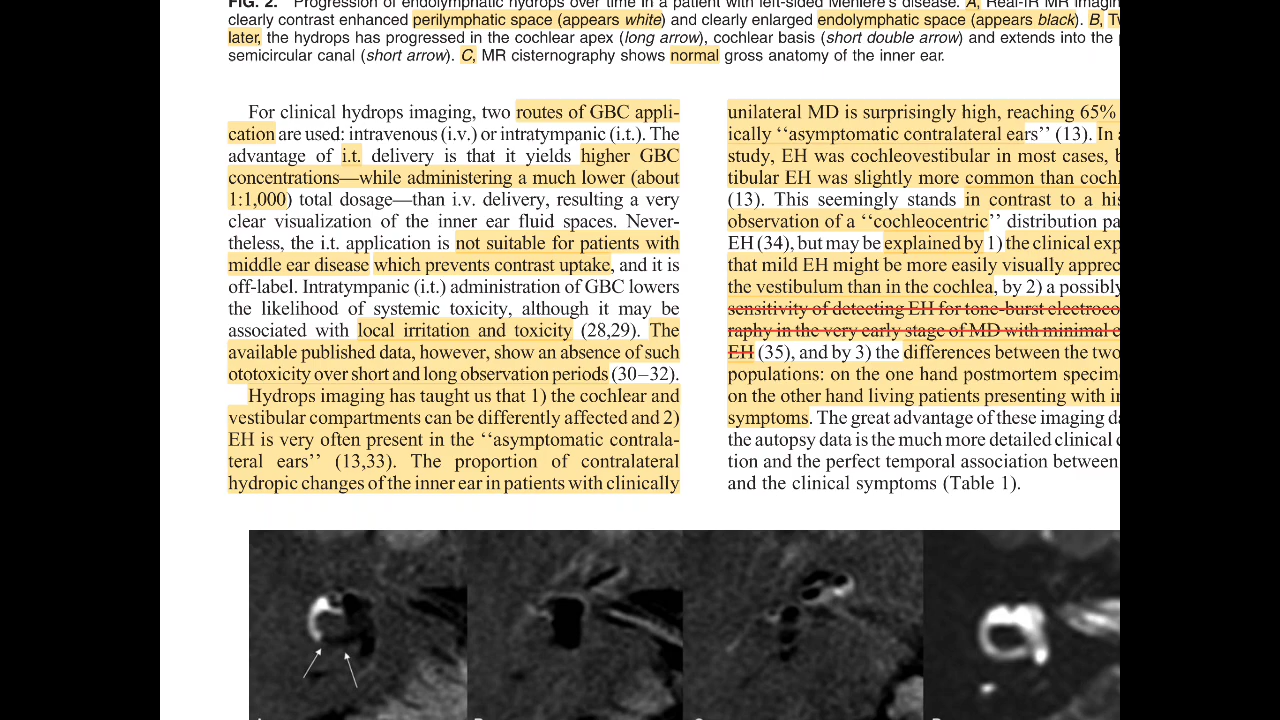 FIG. 2. Progression of endolymphatic hydrops over time in a patient with left-sided Menière's disease. A, Real-IR MR imagin
clearly contrast enhanced perilymphatic space (appears white) and clearly enlarged endolymphatic space (appears black). B,
later, the hydrops has progressed in the cochlear apex (long arrow), cochlear basis (short double arrow) and extends into the
semicircular canal (short arrow). C, MR cisternography shows normal gross anatomy of the inner ear.
For clinical hydrops imaging, two routes of GBC appli-
cation are used: intravenous (i.v.) or intratympanic (i.t.). The
advantage of i.t. delivery is that it yields higher GBC
concentrations—while administering a much lower (about
1:1,000) total dosage—than i.v. delivery, resulting a very
clear visualization of the inner ear fluid spaces. Never-
theless, the i.t. application is not suitable for patients with
middle ear disease which prevents contrast uptake, and it is
off-label. Intratympanic (i.t.) administration of GBC lowers
the likelihood of systemic toxicity, although it may be
associated with local irritation and toxicity (28,29). The
available published data, however, show an absence of such
ototoxicity over short and long observation periods (30–32).
Hydrops imaging has taught us that 1) the cochlear and
vestibular compartments can be differently affected and 2)
EH is very often present in the ‘‘asymptomatic contrala-
teral ears’’ (13,33). The proportion of contralateral
hydropic changes of the inner ear in patients with clinically
unilateral MD is surprisingly high, reaching 65%
ically ‘‘asymptomatic contralateral ears’’ (13). In
study, EH was cochleovestibular in most cases,
tibular EH was slightly more common than coch
(13). This seemingly stands in contrast to a his
observation of a ‘‘cochleocentric’’ distribution pa
EH (34), but may be explained by 1) the clinical exp
that mild EH might be more easily visually apprec
the vestibulum than in the cochlea, by 2) a possibly
sensitivity of detecting EH for tone-burst electroco
raphy in the very early stage of MD with minimal
EH (35), and by 3) the differences between the two
populations: on the one hand postmortem specim
on the other hand living patients presenting with
symptoms. The great advantage of these imaging
the autopsy data is the much more detailed clinical
tion and the perfect temporal association between
and the clinical symptoms (Table 1).